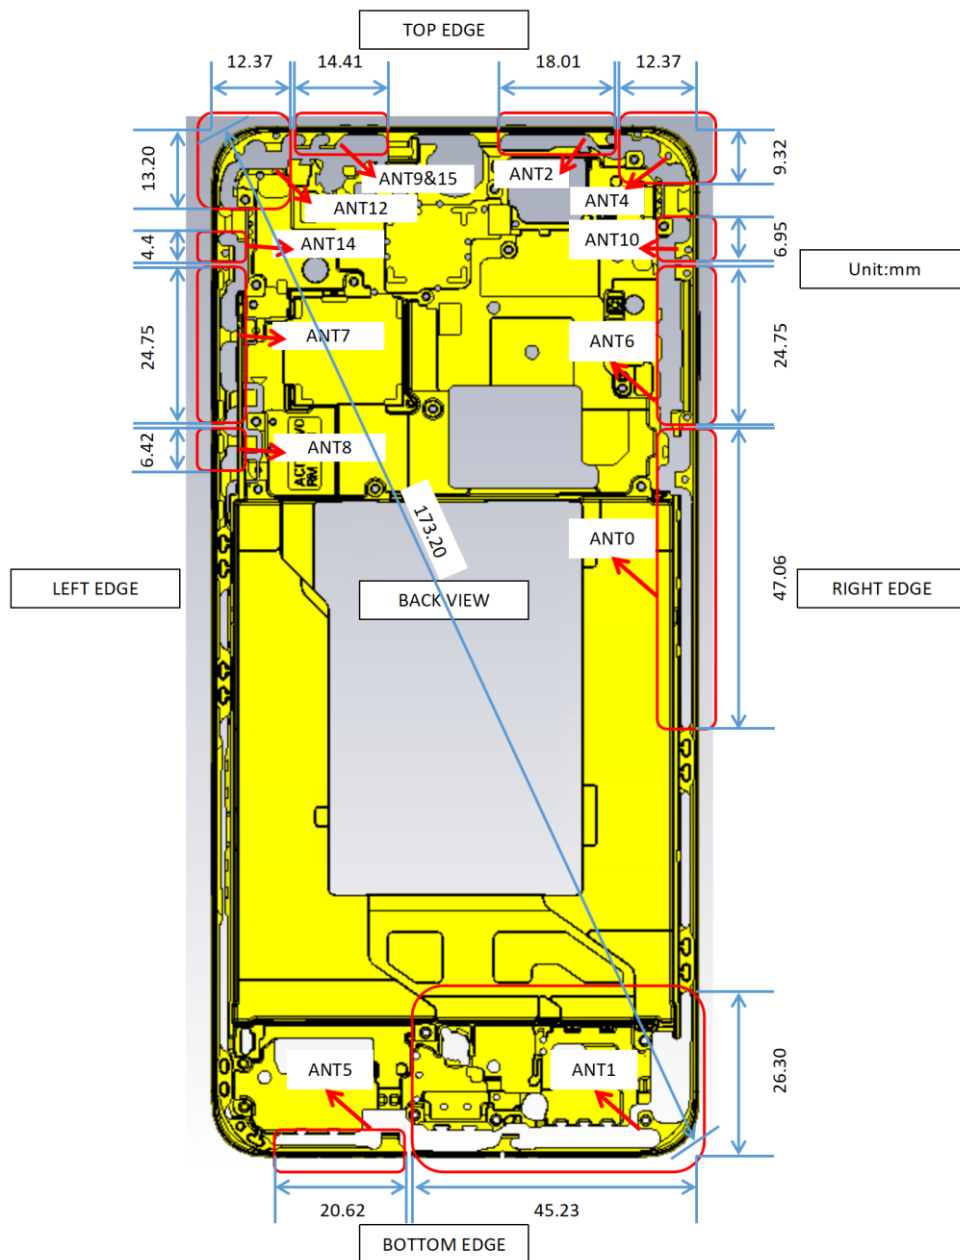 TOP EDGE
12.37
14.41
18.01
12.37
13.20
9.32
ANT9&15
ANT2
ANT4
ANT12
ANT14
ANT10
4.4
6.95
Unit:mm
ANT7
ANT6
24.75
24.75
ANT8
6.42
RM
173.20
ANT0
47.06
LEFT EDGE
BACK VIEW
RIGHT EDGE
ANT5
ANT1
26.30
20.62
45.23
BOTTOM EDGE